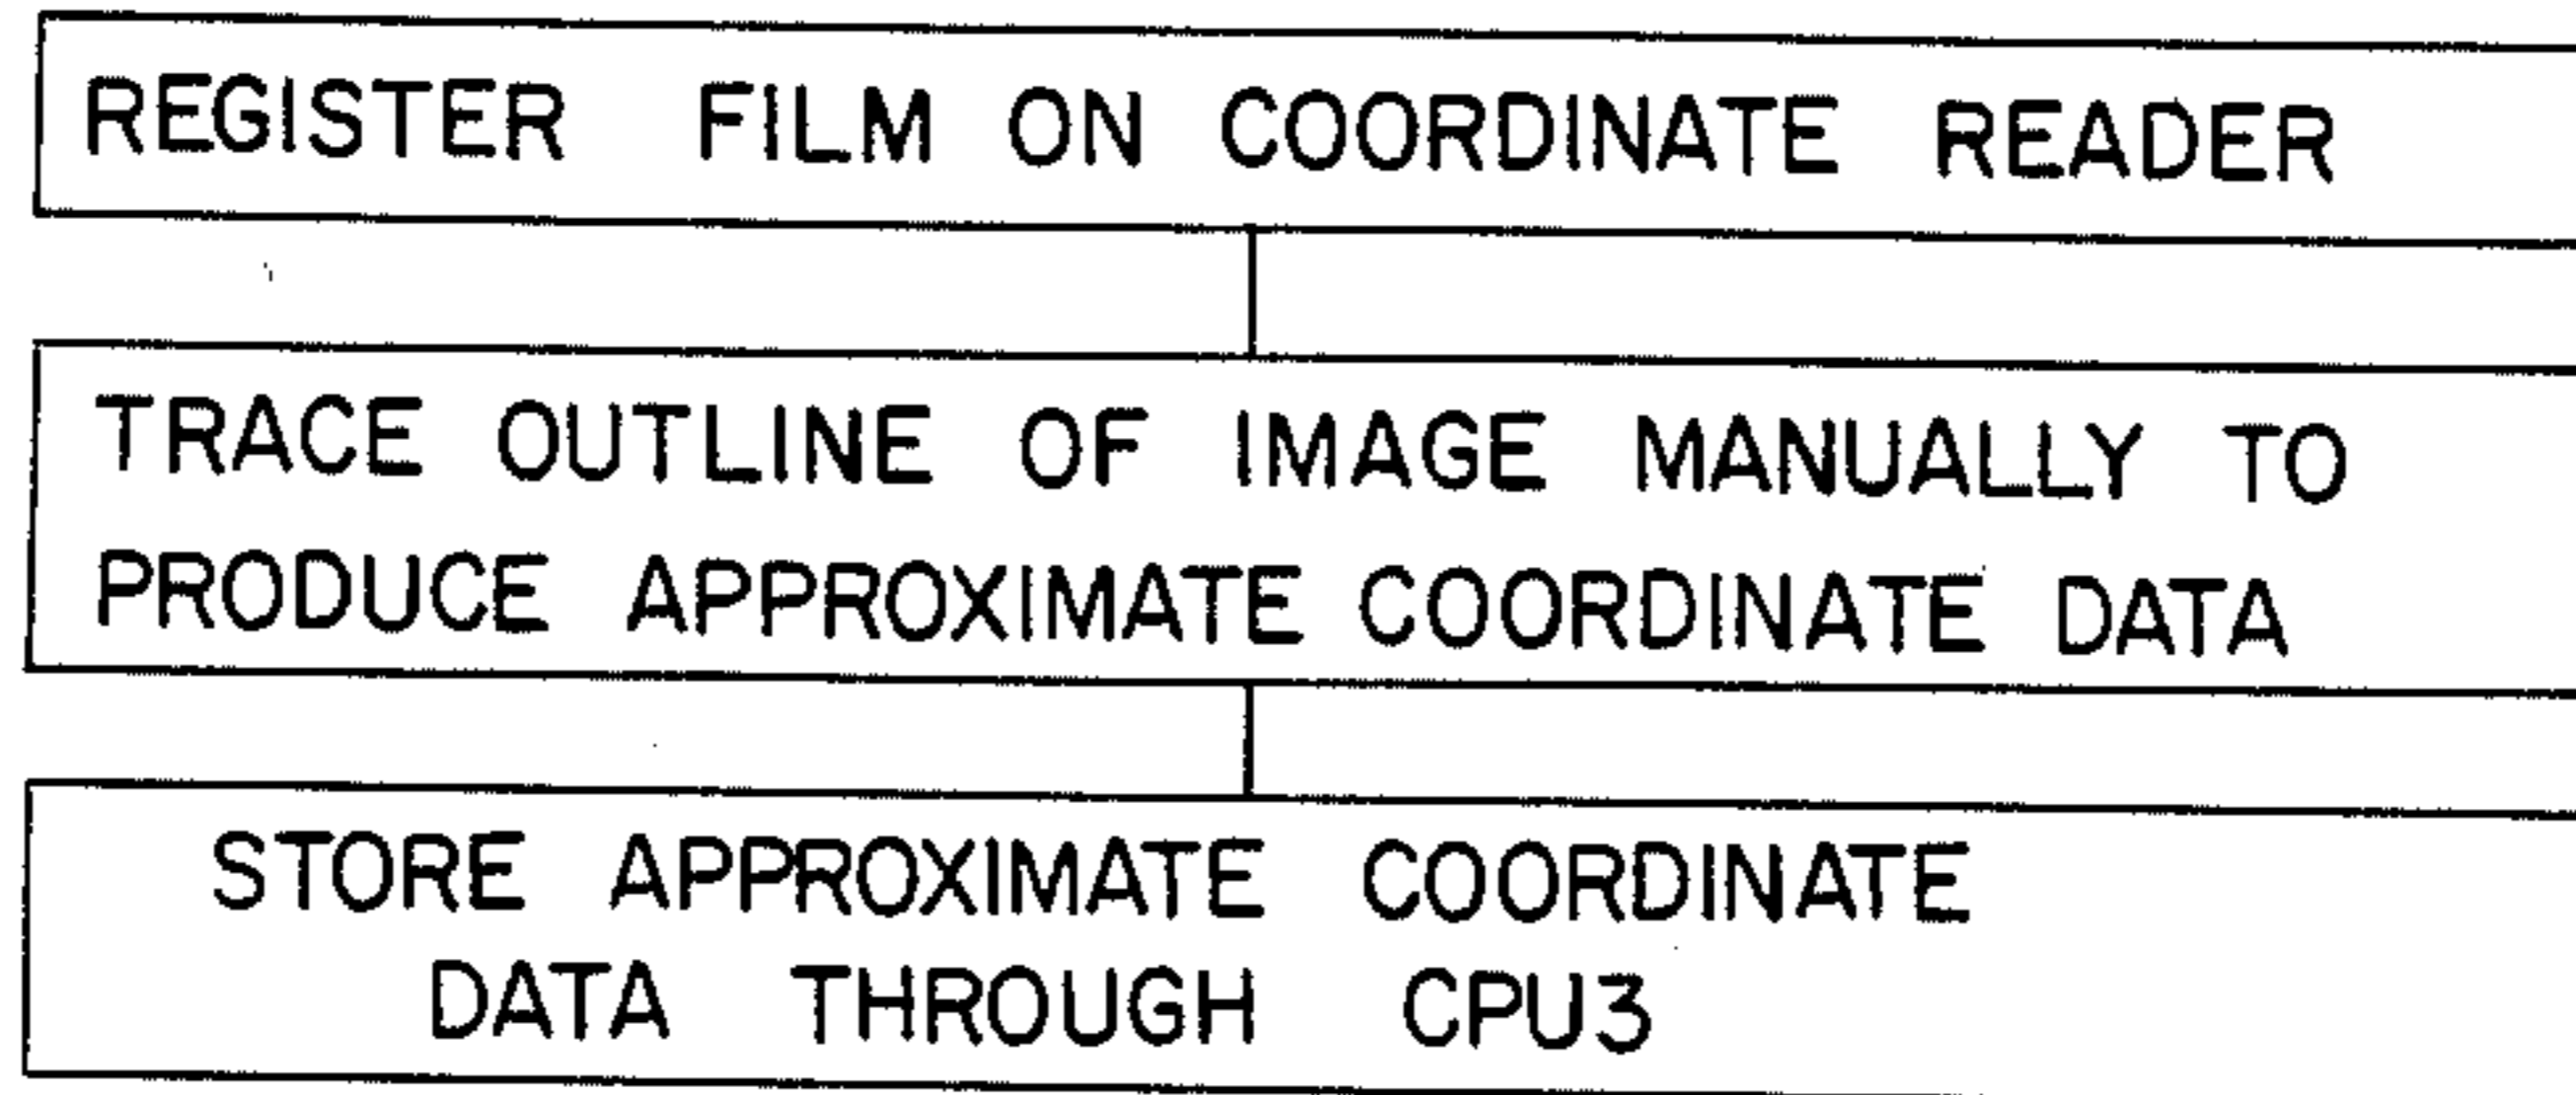 REGISTER FILM ON COORDINATE READER
TRACE OUTLINE OF IMAGE MANUALLY TO
PRODUCE APPROXIMATE COORDINATE DATA
STORE APPROXIMATE COORDINATE
DATA THROUGH CPU3